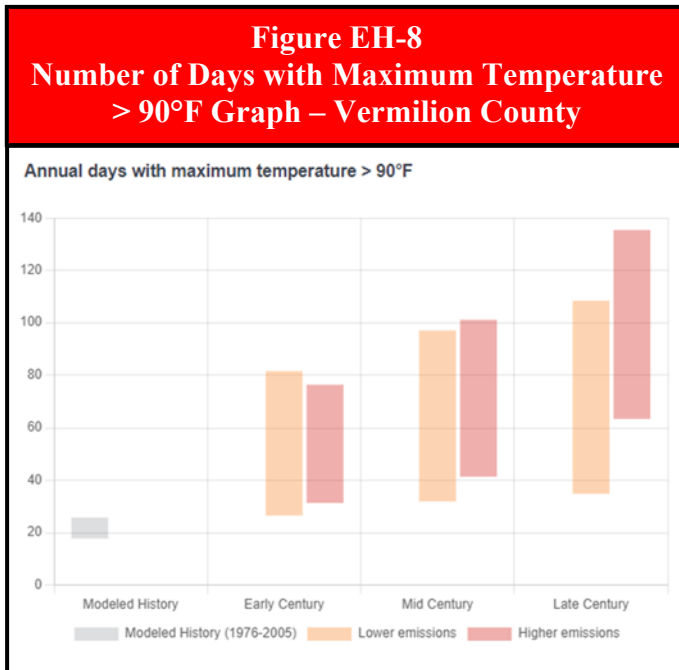 Figure EH-8
Number of Days with Maximum Temperature
> 90°F Graph – Vermilion County
Annual days with maximum temperature > 90°F
140
120
100
80
60
40
20
0
Modeled History Early Century Mid Century Late Century
Modeled History (1976-2005) Lower emissions Higher emissions